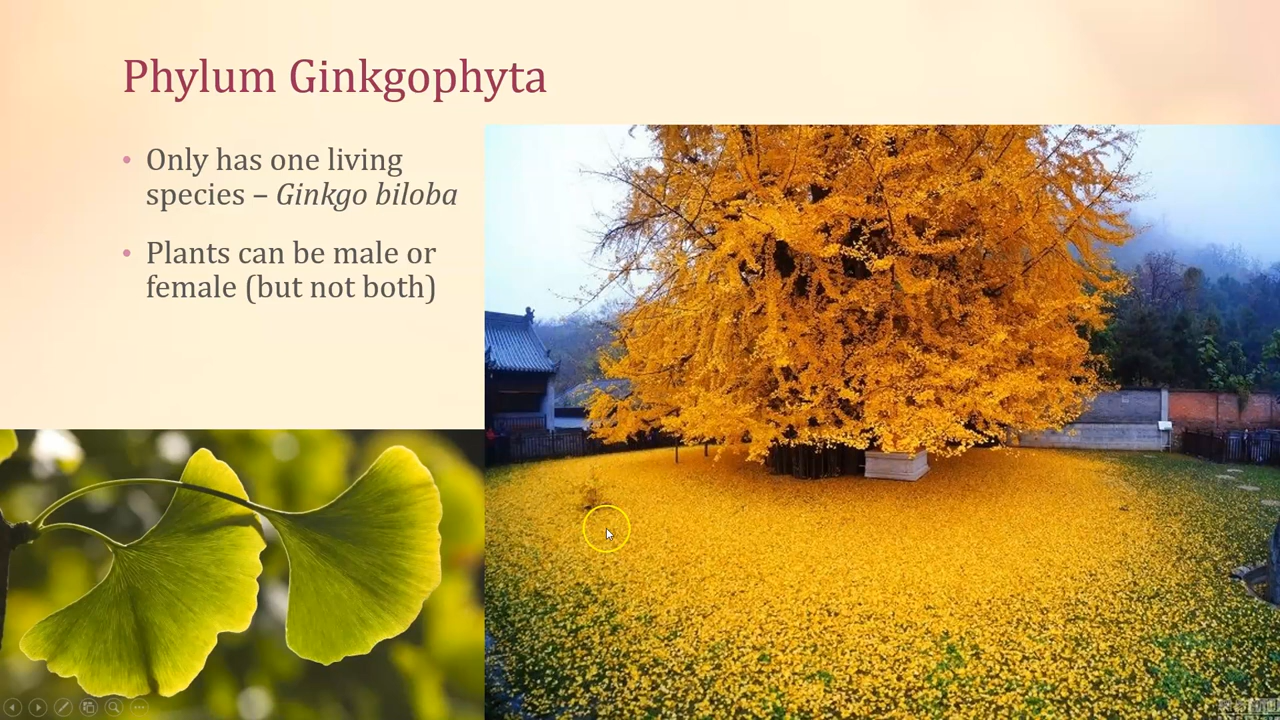 Phylum Ginkgophyta
• Only has one living
species – Ginkgo biloba
• Plants can be male or
female (but not both)